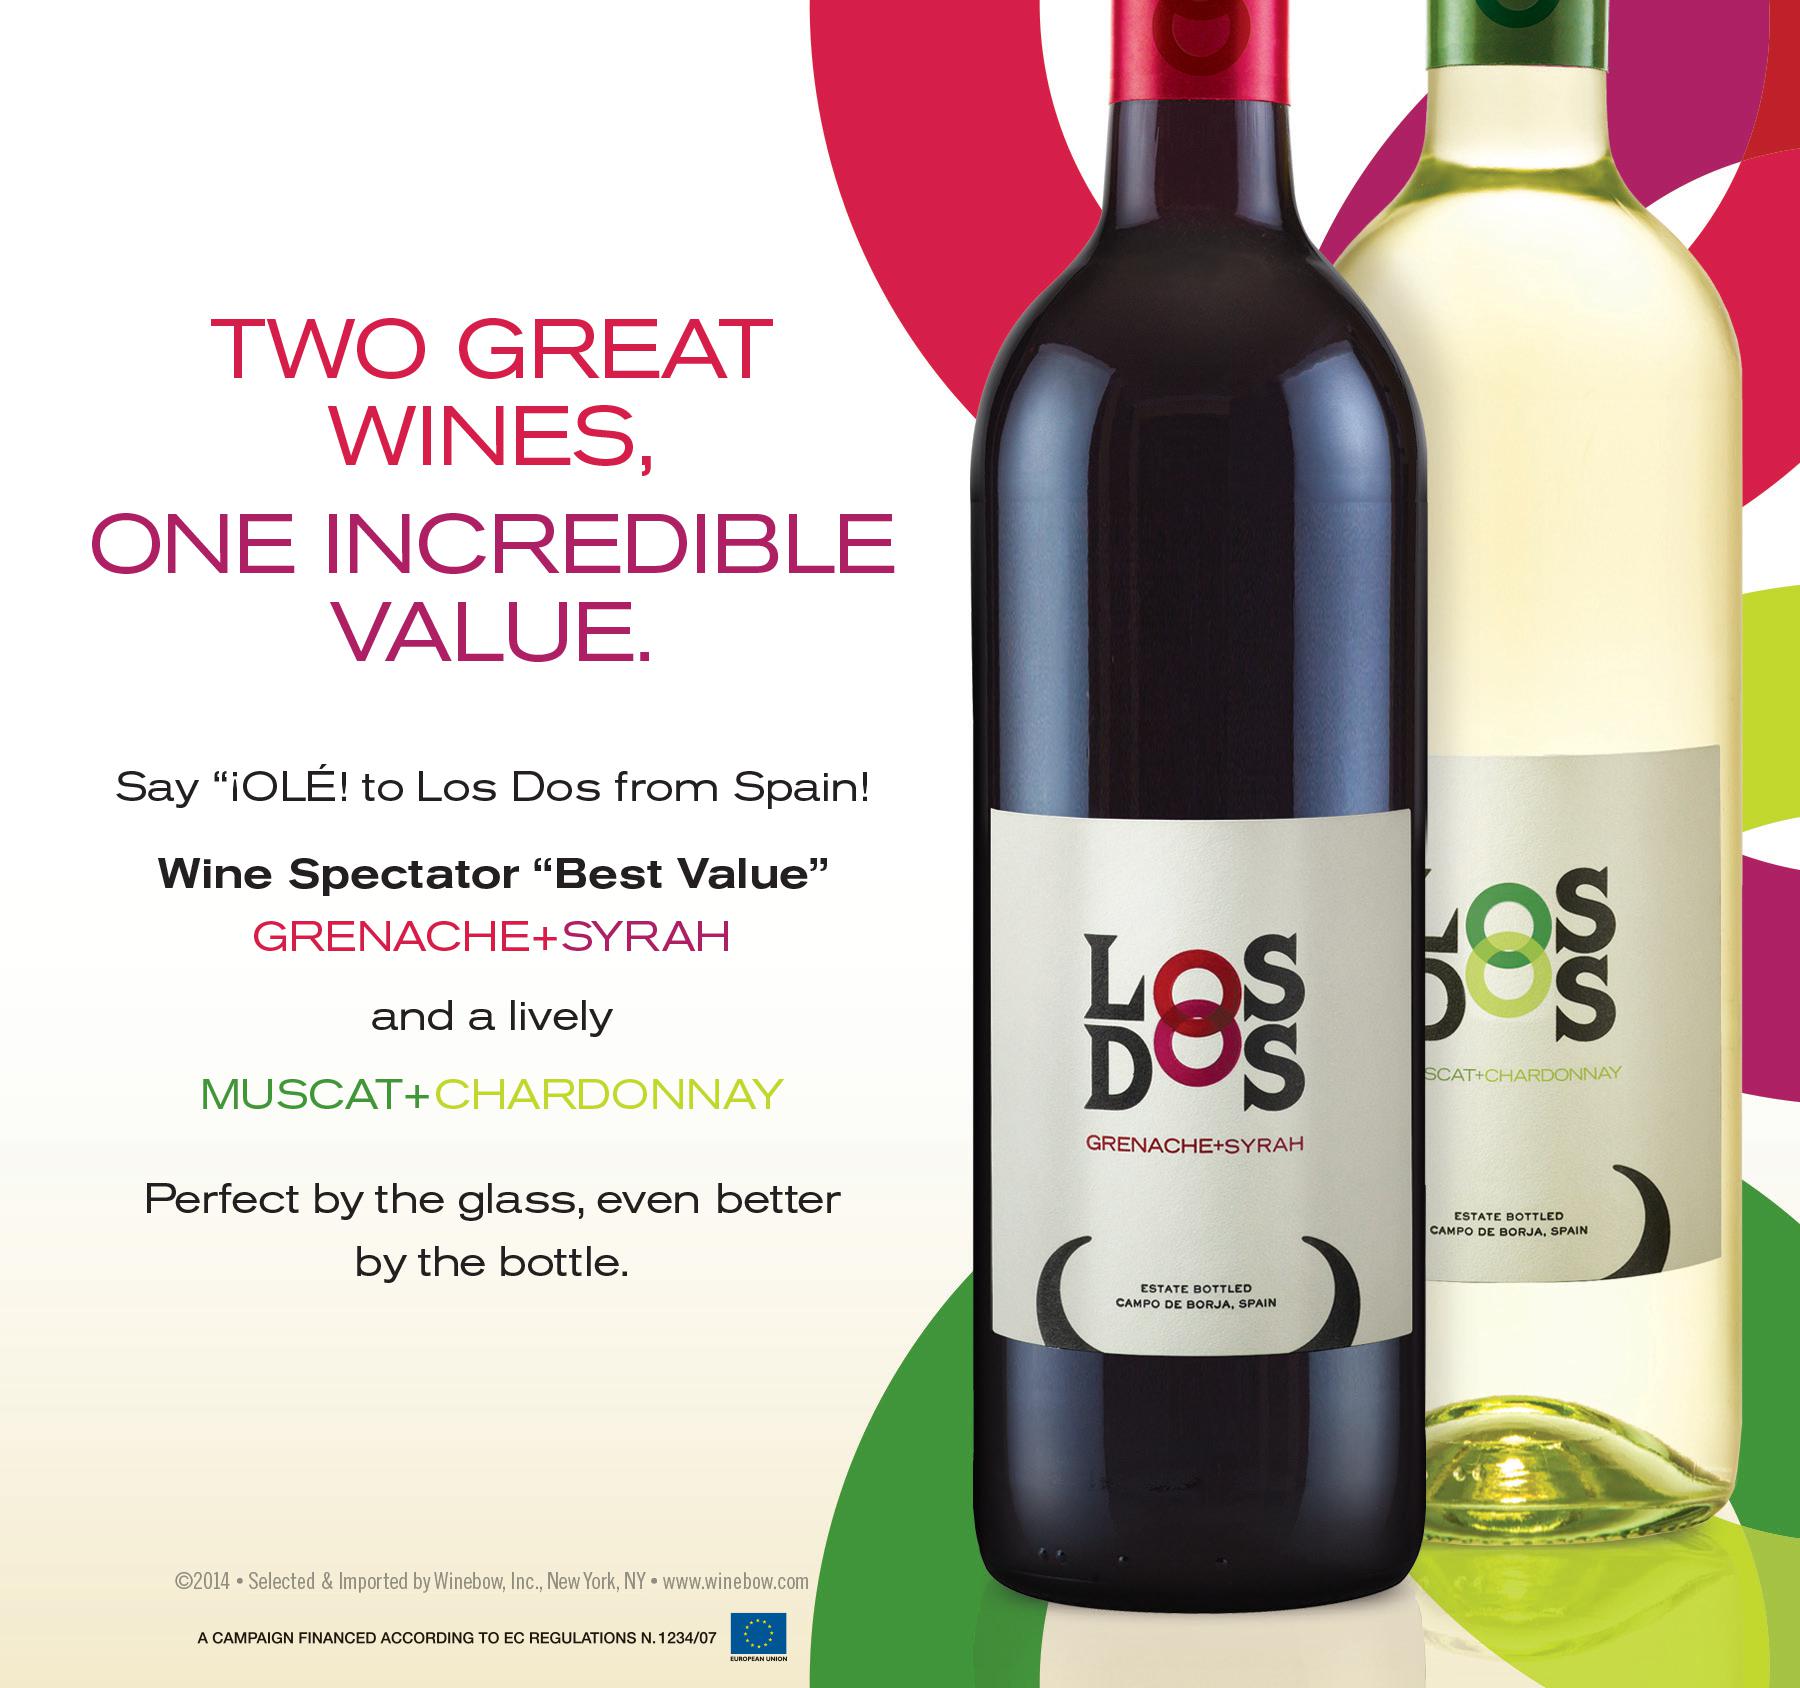 TWO GREAT
WINES,
ONE INCREDIBLE
VALUE.
Say “¡OLÉ! to Los Dos from Spain!
Wine Spectator “Best Value”
GRENACHE+SYRAH
and a lively
MUSCAT+CHARDONNAY
Perfect by the glass, even better
by the bottle.
©2014 • Selected & Imported by Winebow, Inc., New York, NY • www.winebow.com
A CAMPAIGN FINANCED ACCORDING TO EC REGULATIONS N. 1234/07
EUROPEAN UNION
LOS
DOS
GRENACHE+SYRAH
ESTATE BOTTLED
CAMPO DE BORJA, SPAIN
LOS
DOS
SCAT+CHARDONNAY
ESTATE BOTTLED
CAMPO DE BORJA, SPAIN